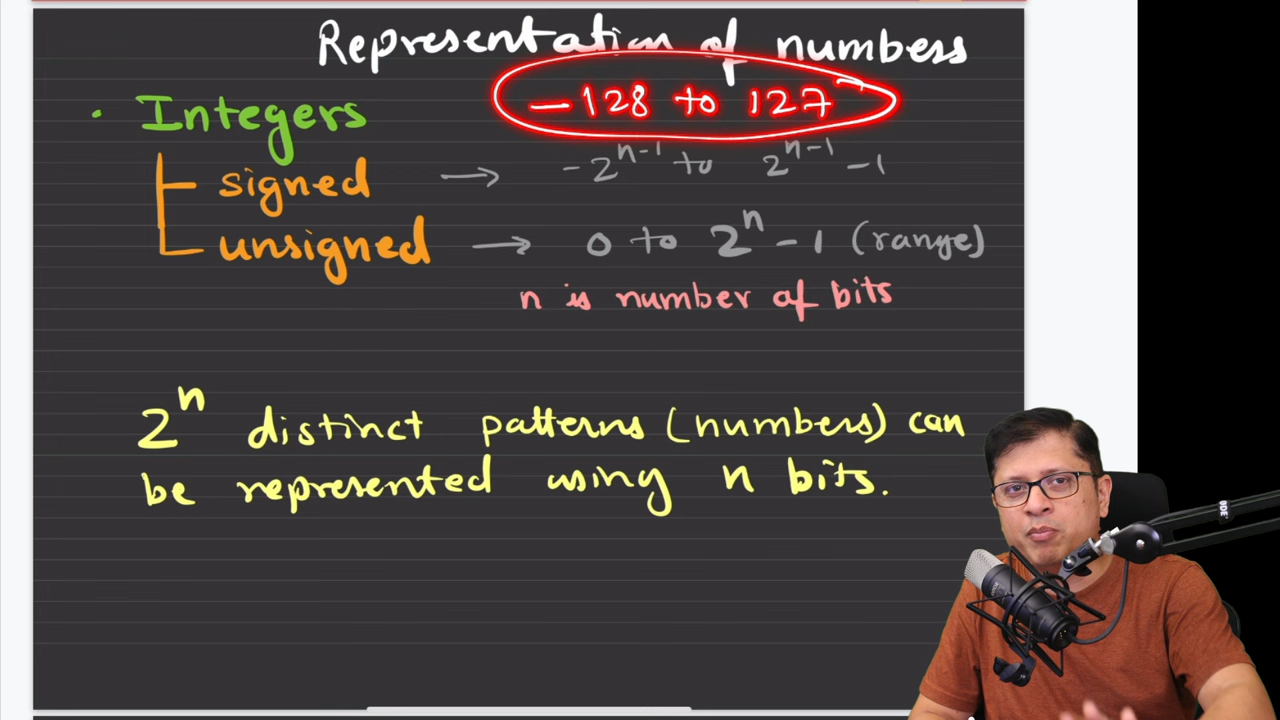 Representation of numbers
-128 to 127
• Integers
signed → -2^{n-1} to 2^{n-1} -1
unsigned → 0 to 2^n -1 (range)
n is number of bits
2^n distinct patterns (numbers) can
be represented using n bits.